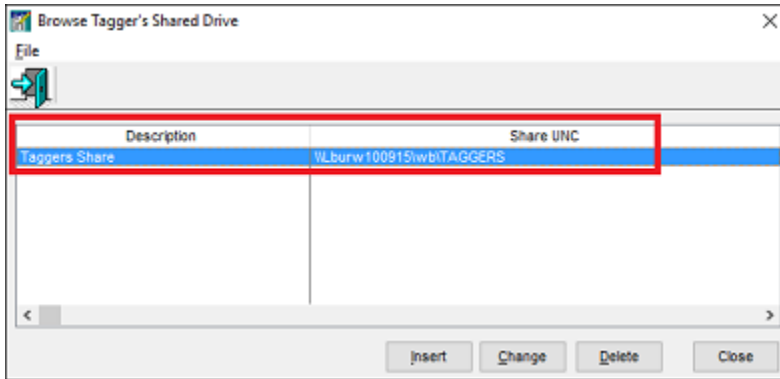 Browse Tagger's Shared Drive
File
Description Share UNC
Taggers Share \\Lburw100915\wb\TAGGERS
Insert Change Delete Close